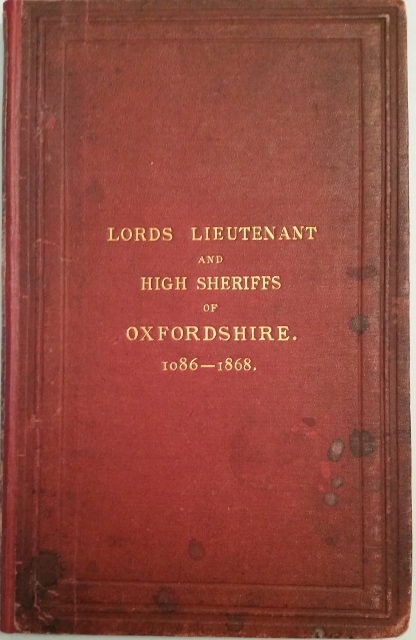 LORDS LIEUTENANT
AND
HIGH SHERIFFS
OF
OXFORDSHIRE.
1086—1868.